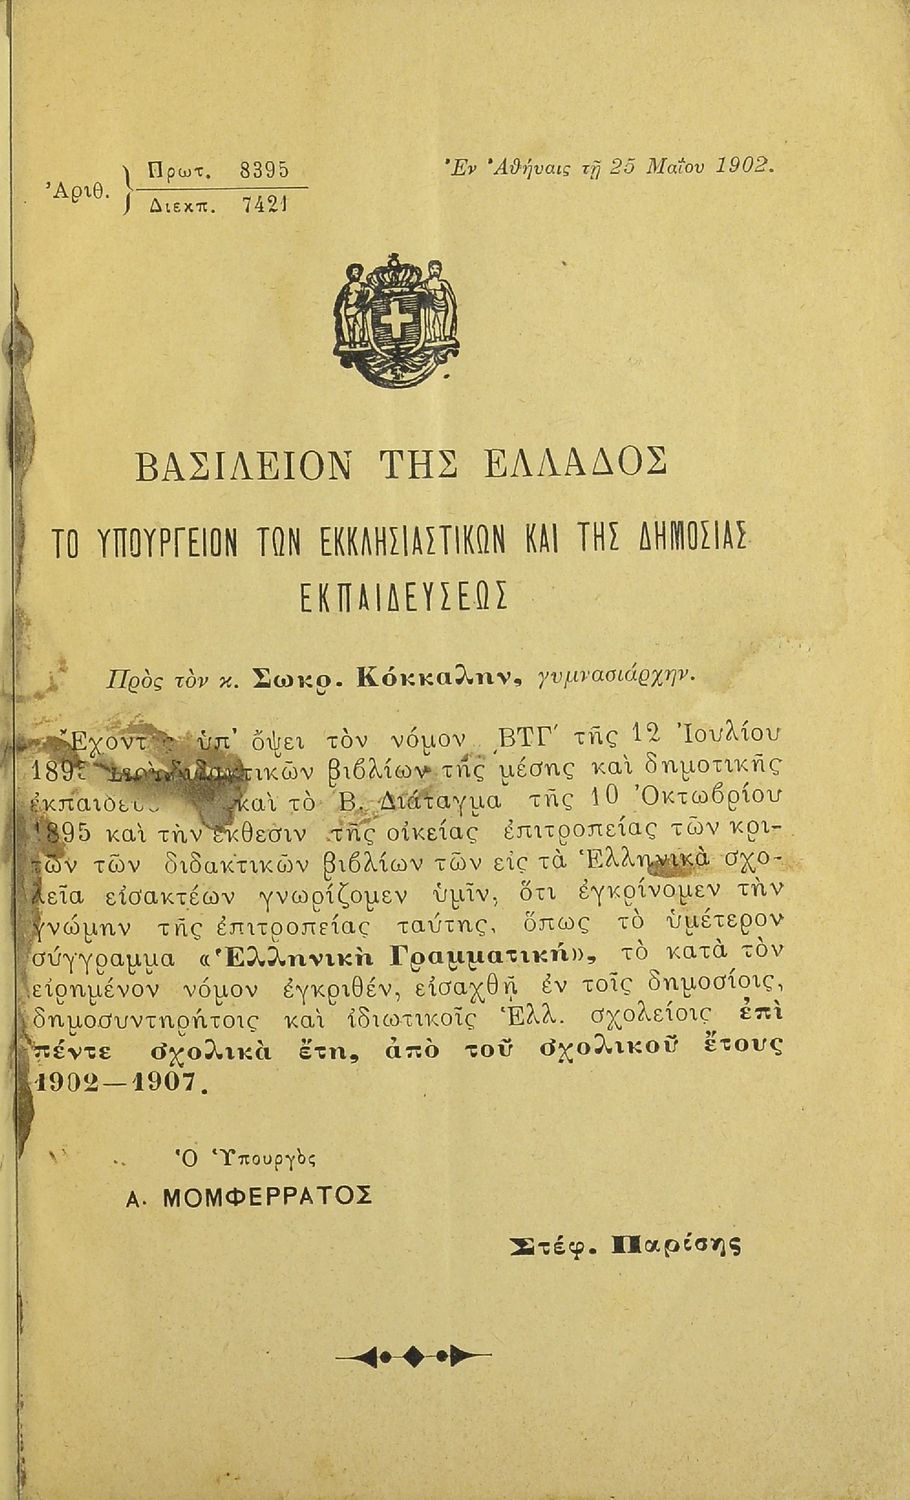 Ἀριθ. } Πρωτ. 8395
Διεκπ. 7421
Ἐν Ἀθήναις τῇ 25 Μαΐου 1902.
ΒΑΣΙΛΕΙΟΝ ΤΗΣ ΕΛΛΑΔΟΣ
ΤΟ ΥΠΟΥΡΓΕΙΟΝ ΤΩΝ ΕΚΚΛΗΣΙΑΣΤΙΚΩΝ ΚΑΙ ΤΗΣ ΔΗΜΟΣΙΑΣ
ΕΚΠΑΙΔΕΥΣΕΩΣ
Πρὸς τὸν κ. Σωκρ. Κόκκαλην, γυμνασιάρχην.
ὑπ' ὄψει τὸν νόμον ͵ΒΤΓʹ τῆς 12 Ἰουλίου
βιβλίων τῆς μέσης καὶ δημοτικῆς
καὶ τὸ Β. Διάταγμα τῆς 10 Ὀκτωβρίου
1895 καὶ τὴν ἔκθεσιν τῆς οἰκείας ἐπιτροπείας τῶν κρι-
τῶν τῶν διδακτικῶν βιβλίων τῶν εἰς τὰ Ἑλληνικὰ σχο-
λεῖα εἰσακτέων γνωρίζομεν ὑμῖν, ὅτι ἐγκρίνομεν τὴν
γνώμην τῆς ἐπιτροπείας ταύτης, ὅπως τὸ ὑμέτερον
σύγγραμμα «Ἑλληνικὴ Γραμματική», τὸ κατὰ τὸν
εἰρημένον νόμον ἐγκριθέν, εἰσαχθῇ ἐν τοῖς δημοσίοις,
δημοσυντηρήτοις καὶ ἰδιωτικοῖς Ἑλλ. σχολείοις ἐπὶ
πέντε σχολικὰ ἔτη, ἀπὸ τοῦ σχολικοῦ ἔτους
1902—1907.
Ὁ Ὑπουργὸς
Α. ΜΟΜΦΕΡΡΑΤΟΣ
Στέφ. Παρίσης